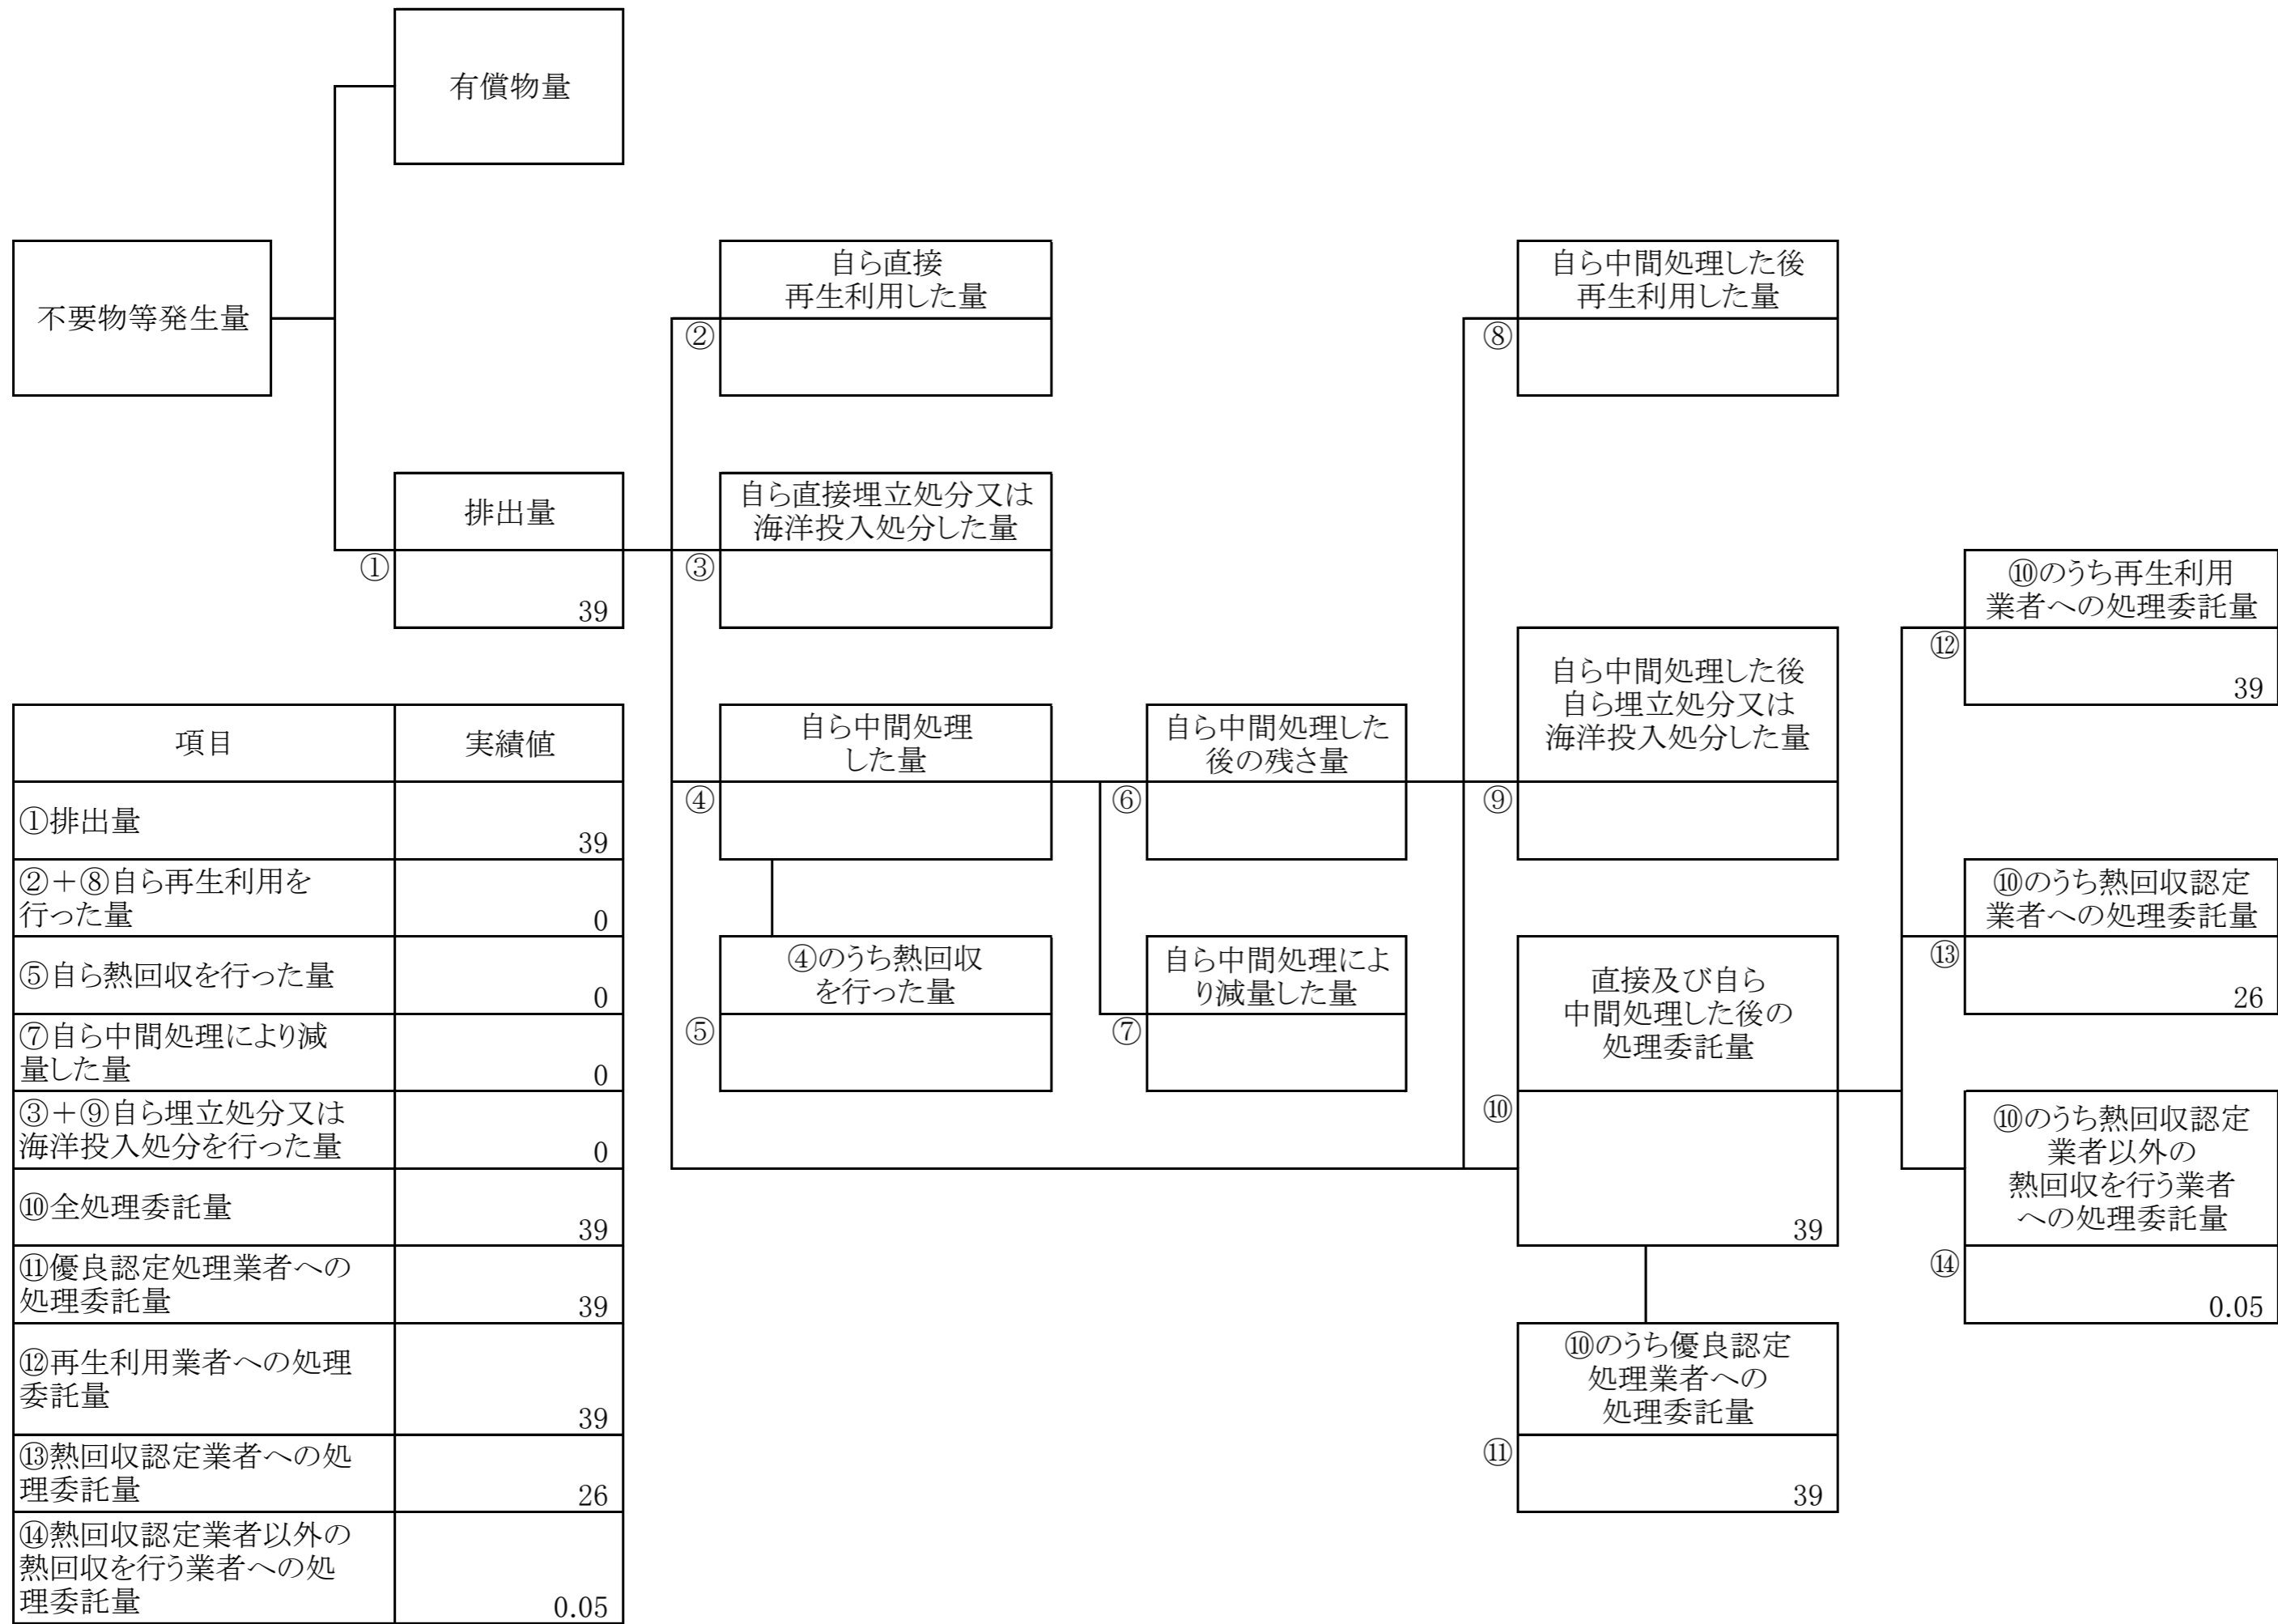 有償物量
不要物等発生量
自ら直接
再生利用した量
②
自ら中間処理した後
再生利用した量
⑧
排出量
①
39
自ら直接埋立処分又は
海洋投入処分した量
③
⑩のうち再生利用
業者への処理委託量
⑫
39
自ら中間処理
した量
④
自ら中間処理した
後の残さ量
⑥
自ら中間処理した後
自ら埋立処分又は
海洋投入処分した量
⑨
⑩のうち熱回収認定
業者への処理委託量
⑬
26
④のうち熱回収
を行った量
⑤
自ら中間処理によ
り減量した量
⑦
直接及び自ら
中間処理した後の
処理委託量
⑩
39
⑩のうち熱回収認定
業者以外の
熱回収を行う業者
への処理委託量
⑭
0.05
⑩のうち優良認定
処理業者への
処理委託量
⑪
39
項目
実績値
①排出量
39
②＋⑧自ら再生利用を
行った量
0
⑤自ら熱回収を行った量
0
⑦自ら中間処理により減
量した量
0
③＋⑨自ら埋立処分又は
海洋投入処分を行った量
0
⑩全処理委託量
39
⑪優良認定処理業者への
処理委託量
39
⑫再生利用業者への処理
委託量
39
⑬熱回収認定業者への処
理委託量
26
⑭熱回収認定業者以外の
熱回収を行う業者への処
理委託量
0.05